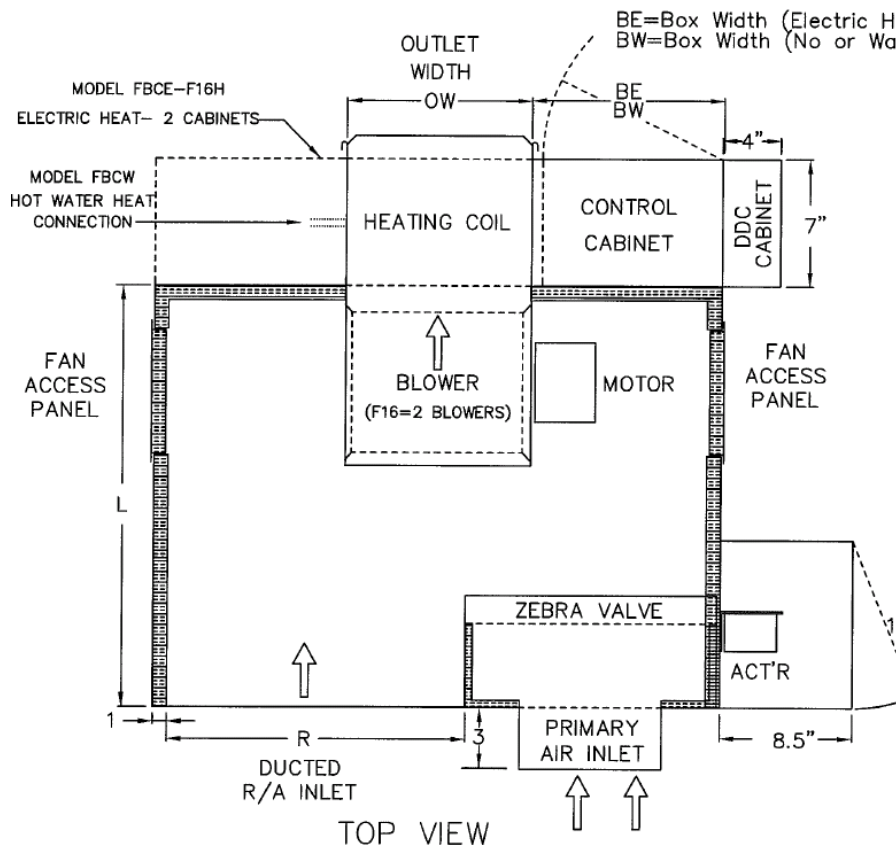 BE=Box Width (Electric H
BW=Box Width (No or Wa
OUTLET
WIDTH
OW
BE
BW
MODEL FBCE-F16H
ELECTRIC HEAT- 2 CABINETS
4"
MODEL FBCW
HOT WATER HEAT
CONNECTION
HEATING COIL
CONTROL
CABINET
DDC
CABINET
7"
FAN
ACCESS
PANEL
BLOWER
(F16=2 BLOWERS)
MOTOR
FAN
ACCESS
PANEL
L
ZEBRA VALVE
ACT'R
1
1
R
3
PRIMARY
AIR INLET
8.5"
DUCTED
R/A INLET
TOP VIEW